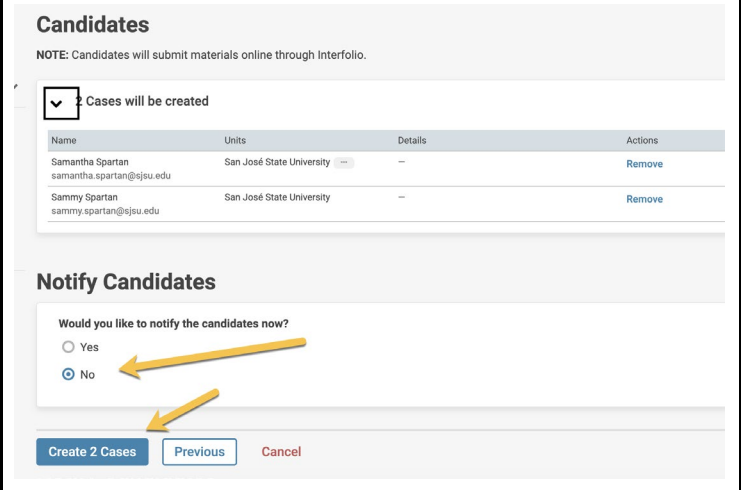 Candidates
NOTE: Candidates will submit materials online through Interfolio.
2 Cases will be created
Name Units Details Actions
Samantha Spartan San José State University ... — Remove
samantha.spartan@sjsu.edu
Sammy Spartan San José State University — Remove
sammy.spartan@sjsu.edu
Notify Candidates
Would you like to notify the candidates now?
Yes
No
Create 2 Cases Previous Cancel